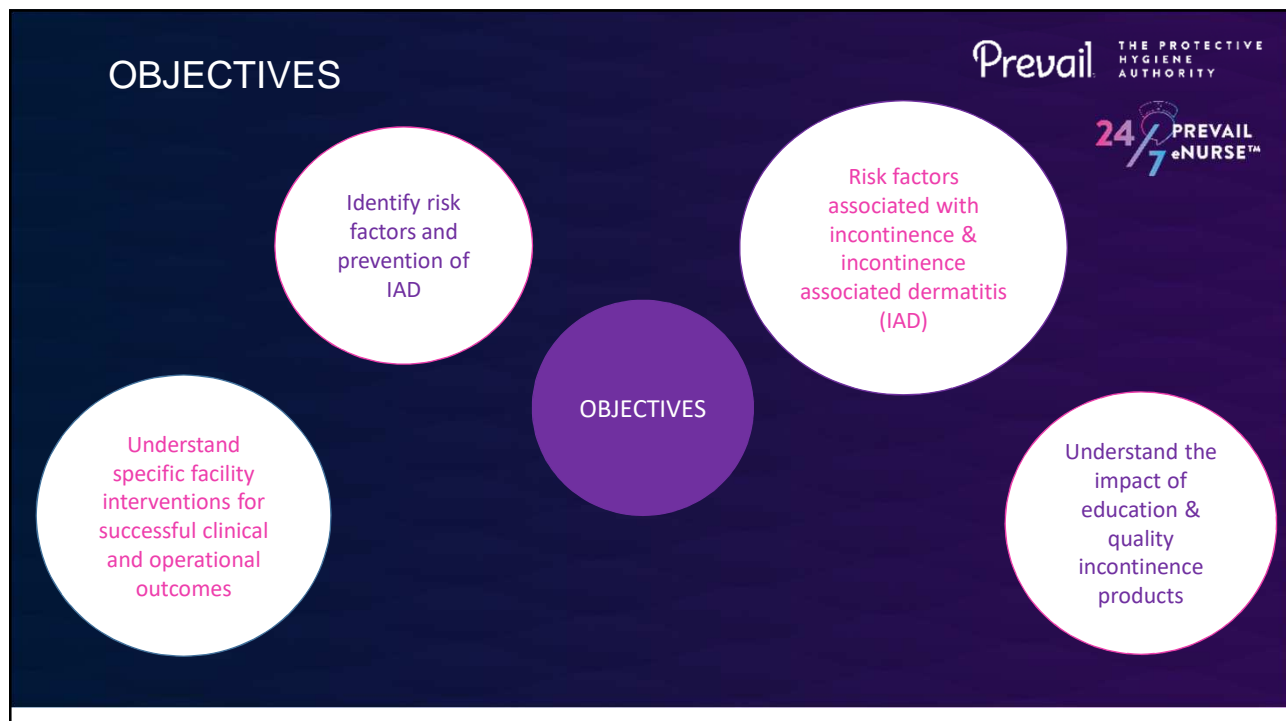 OBJECTIVES
Prevail
THE PROTECTIVE
HYGIENE
AUTHORITY
24/7 PREVAIL
eNURSE™
Identify risk
factors and
prevention of
IAD
Risk factors
associated with
incontinence &
incontinence
associated dermatitis
(IAD)
OBJECTIVES
Understand
specific facility
interventions for
successful clinical
and operational
outcomes
Understand the
impact of
education &
quality
incontinence
products